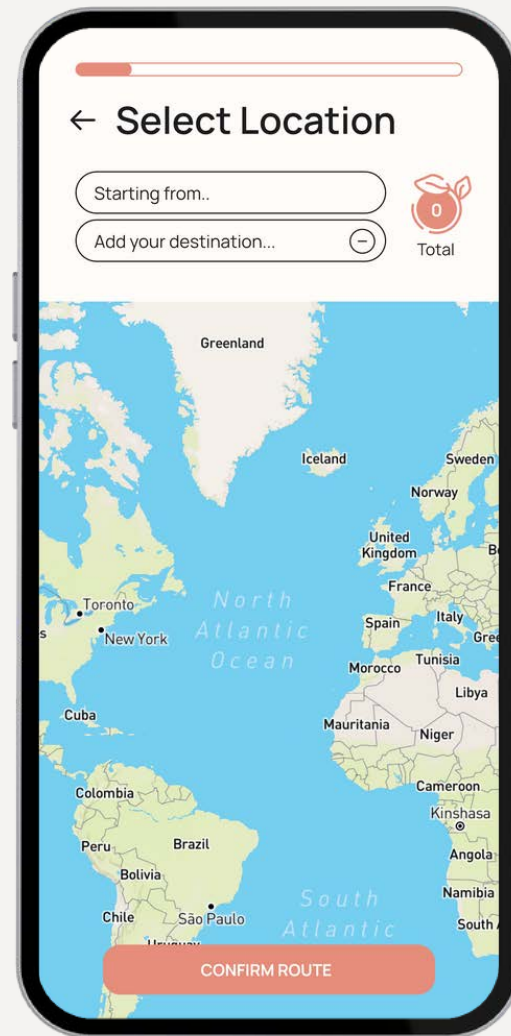 Select Location
Starting from..
Add your destination...
0
Total
Greenland
Iceland
Sweden
Norway
United
Kingdom
France
Toronto
North
Atlantic
Ocean
Spain
Italy
New York
Morocco
Tunisia
Libya
Cuba
Mauritania
Niger
Colombia
Cameroon
Kinshasa
Peru
Brazil
Angola
Bolivia
Namibia
South
Atlantic
Chile
São Paulo
South A
Uruguay
CONFIRM ROUTE